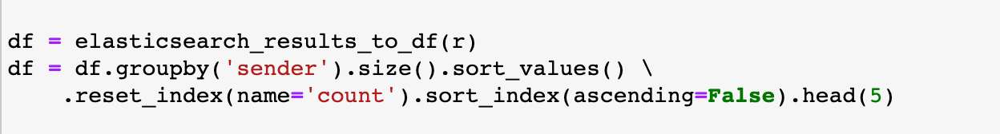 df = elasticsearch_results_to_df(r)
df = df.groupby('sender').size().sort_values() \
    .reset_index(name='count').sort_index(ascending=False).head(5)